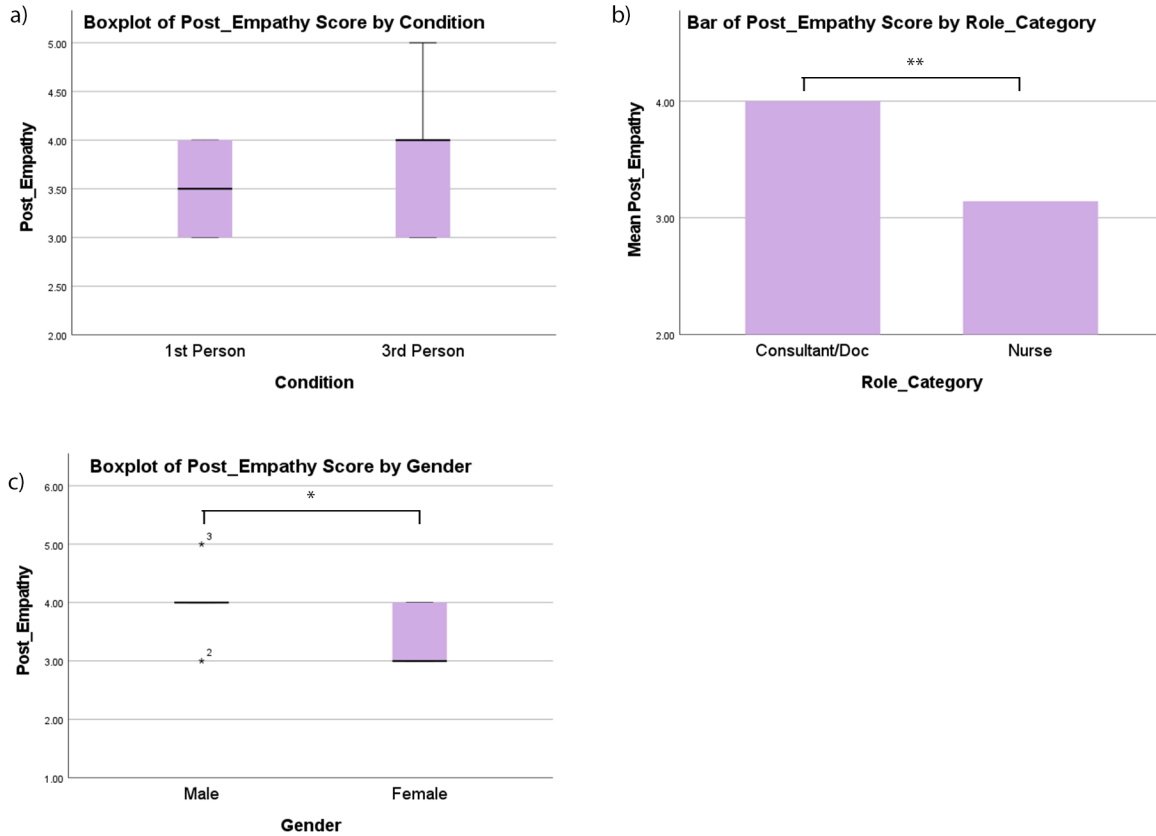 a)
Boxplot of Post_Empathy Score by Condition
Post_Empathy
5.00
4.50
4.00
3.50
3.00
2.50
2.00
1st Person
3rd Person
Condition
b)
Bar of Post_Empathy Score by Role_Category
**
Mean Post_Empathy
4.00
3.00
2.00
Consultant/Doc
Nurse
Role_Category
c)
Boxplot of Post_Empathy Score by Gender
*
Post_Empathy
6.00
5.00
4.00
3.00
2.00
1.00
* 3
* 2
Male
Female
Gender